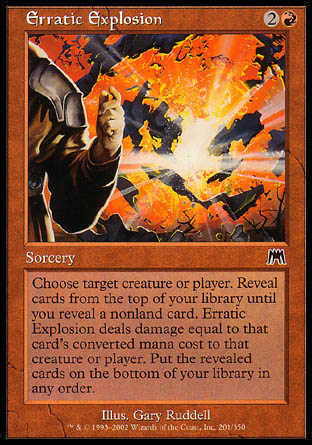 Erratic Explosion 2
Sorcery
Choose target creature or player. Reveal
cards from the top of your library until
you reveal a nonland card. Erratic
Explosion deals damage equal to that
card's converted mana cost to that
creature or player. Put the revealed
cards on the bottom of your library in
any order.
Illus. Gary Ruddell
™ & © 1993-2002 Wizards of the Coast, Inc. 201/350